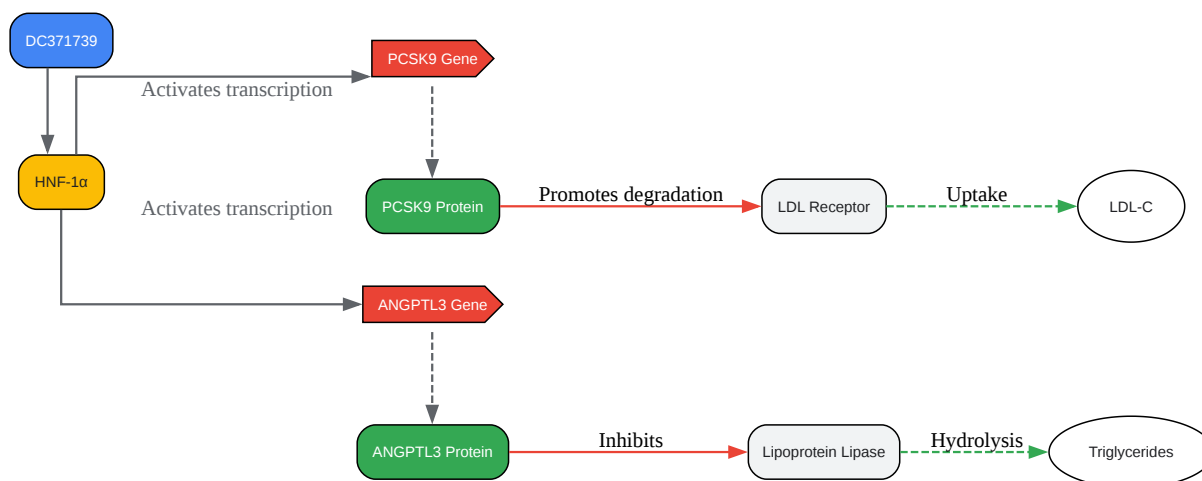 DC371739
PCSK9 Gene
Activates transcription
HNF-1α
Activates transcription
PCSK9 Protein
Promotes degradation
LDL Receptor
Uptake
LDL-C
ANGPTL3 Gene
ANGPTL3 Protein
Inhibits
Lipoprotein Lipase
Hydrolysis
Triglycerides